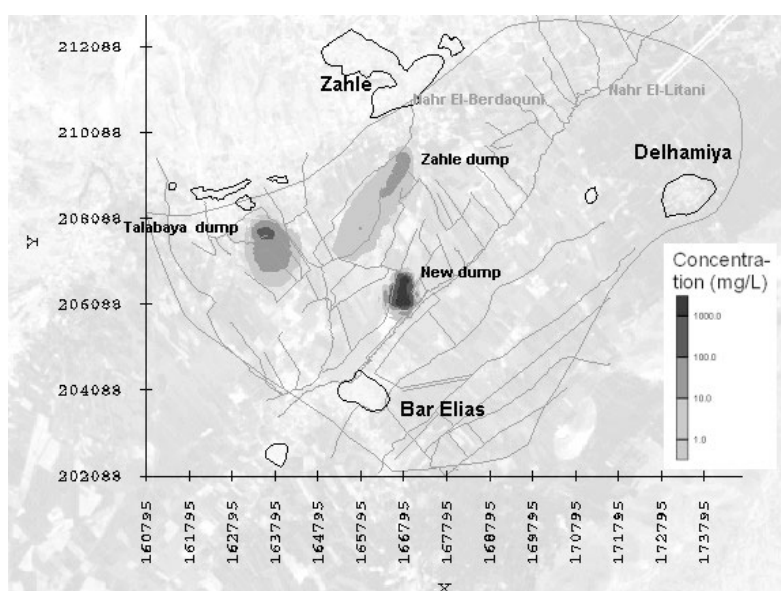 212088
Zahle
Nahr El-Berdaouni
Nahr El-Litani
210088
Zahle dump
Delhamiya
208088
Talabaya dump
Y
New dump
Concentra-
tion (mg/L)
1000.0
100.0
10.0
1.0
206088
204088
Bar Elias
202088
160795
161795
162795
163795
164795
165795
166795
167795
168795
169795
170795
171795
172795
173795
X